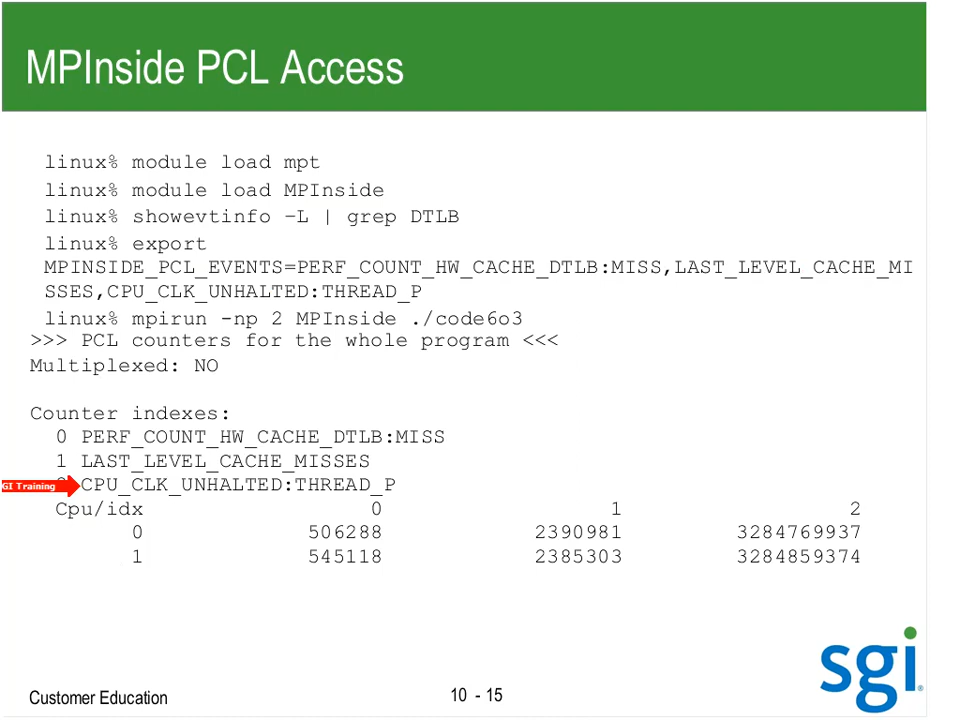 MPInside PCL Access
linux% module load mpt
linux% module load MPInside
linux% showevtinfo –L | grep DTLB
linux% export
MPINSIDE_PCL_EVENTS=PERF_COUNT_HW_CACHE_DTLB:MISS,LAST_LEVEL_CACHE_MI
SSES,CPU_CLK_UNHALTED:THREAD_P
linux% mpirun -np 2 MPInside ./code6o3
>>> PCL counters for the whole program <<<
Multiplexed: NO
Counter indexes:
0 PERF_COUNT_HW_CACHE_DTLB:MISS
1 LAST_LEVEL_CACHE_MISSES
GI Training CPU_CLK_UNHALTED:THREAD_P
Cpu/idx 0 1 2
0 506288 2390981 3284769937
1 545118 2385303 3284859374
sgi®
Customer Education 10 - 15